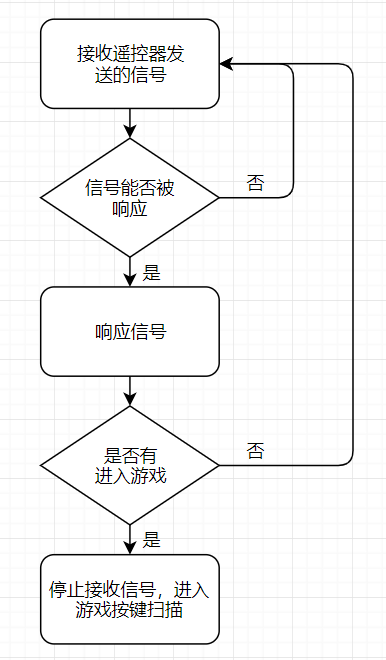 接收遥控器发
送的信号
信号能否被
响应
否
是
响应信号
是否有
进入游戏
否
是
停止接收信号，进入
游戏按键扫描